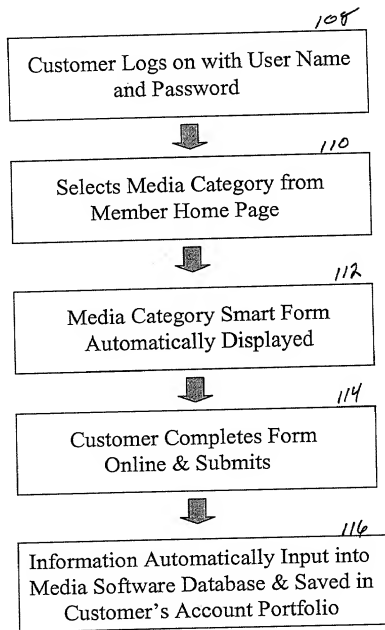 108
Customer Logs on with User Name
and Password
110
Selects Media Category from
Member Home Page
112
Media Category Smart Form
Automatically Displayed
114
Customer Completes Form
Online & Submits
116
Information Automatically Input into
Media Software Database & Saved in
Customer's Account Portfolio